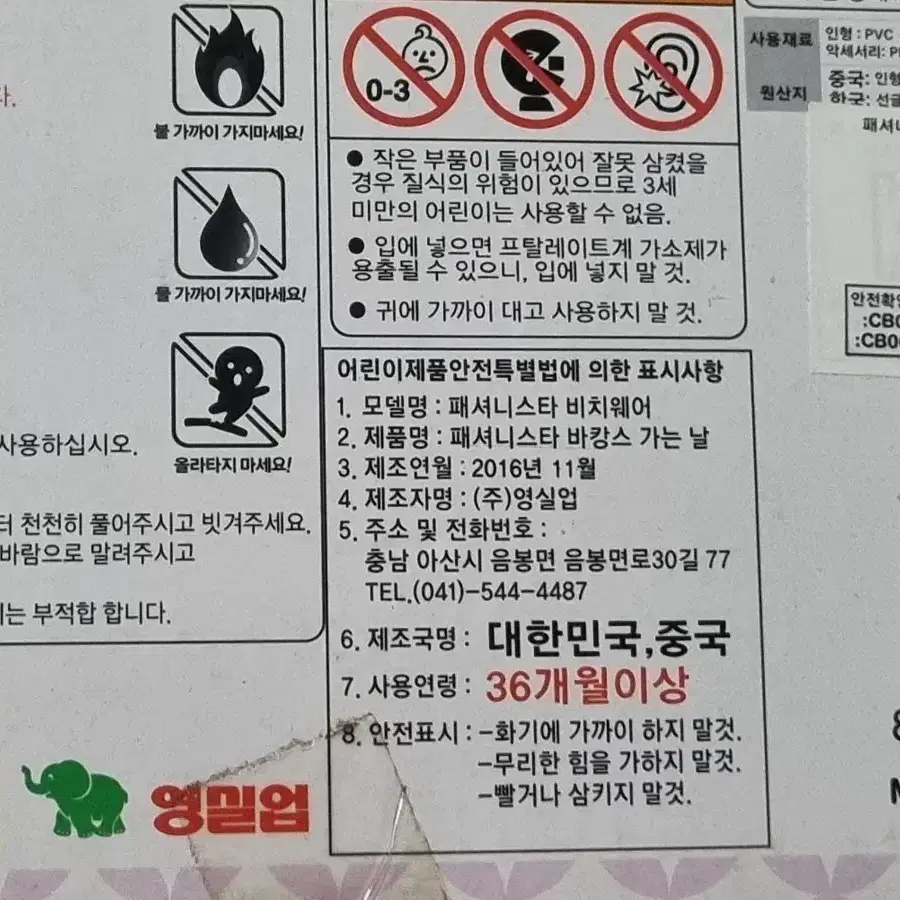 다.
불 가까이 가지마세요!
물 가까이 가지마세요!
올라타지 마세요!
사용하십시오.
터 천천히 풀어주시고 빗겨주세요.
바람으로 말려주시고
는 부적합 합니다.
영실업
0-3
● 작은 부품이 들어있어 잘못 삼켰을
경우 질식의 위험이 있으므로 3세
미만의 어린이는 사용할 수 없음.
● 입에 넣으면 프탈레이트계 가소제가
용출될 수 있으니, 입에 넣지 말 것.
● 귀에 가까이 대고 사용하지 말 것.
어린이제품안전특별법에 의한 표시사항
1. 모델명 : 패셔니스타 비치웨어
2. 제품명 : 패셔니스타 바캉스 가는 날
3. 제조연월 : 2016년 11월
4. 제조자명 : (주)영실업
5. 주소 및 전화번호 :
충남 아산시 음봉면 음봉면로30길 77
TEL.(041)-544-4487
6. 제조국명 : 대한민국,중국
7. 사용연령 : 36개월이상
8. 안전표시 : -화기에 가까이 하지 말것.
-무리한 힘을 가하지 말것.
-빨거나 삼키지 말것.
사용재료 인형 : PVC
악세서리: P
원산지 중국: 인형
한국: 선글
패셔니
안전확인
:CB0
:CB0